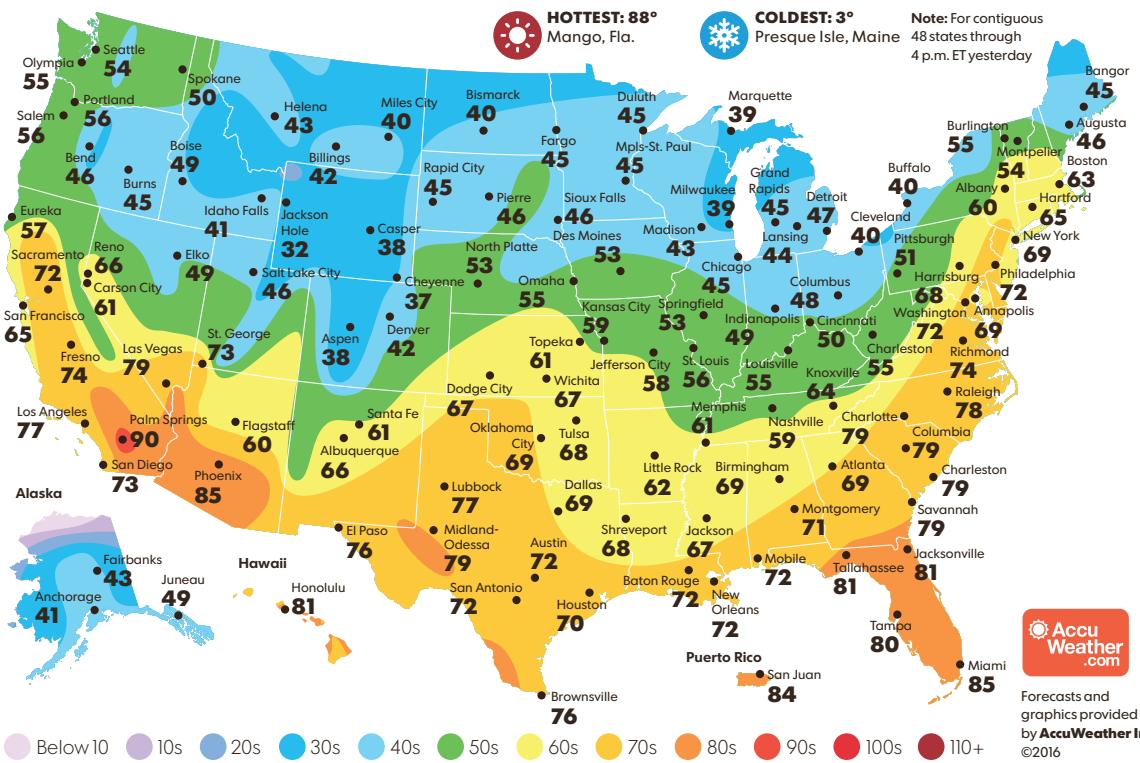 HOTTEST: 88°
Mango, Fla.
COLDEST: 3°
Presque Isle, Maine
Note: For contiguous
48 states through
4 p.m. ET yesterday
Seattle
54
Olympia
55
Spokane
50
Portland
56
Salem
56
Bend
46
Burns
45
Boise
49
Helena
43
Miles City
40
Billings
42
Bismarck
40
Fargo
45
Duluth
45
Mpls-St. Paul
45
Marquette
39
Bangor
45
Augusta
46
Burlington
55
Montpelier
54
Boston
63
Albany
60
Hartford
65
Buffalo
40
New York
69
Philadelphia
72
Eureka
57
Sacramento
72
Reno
66
Carson City
61
San Francisco
65
Fresno
74
Las Vegas
79
Elko
49
Idaho Falls
41
Jackson
Hole
32
Casper
38
Rapid City
45
Pierre
46
Sioux Falls
46
Milwaukee
39
Grand
Rapids
45
Detroit
47
Lansing
44
Madison
43
Chicago
45
Cleveland
40
Pittsburgh
51
Harrisburg
68
Washington
72
Annapolis
69
Richmond
74
Raleigh
78
Salt Lake City
46
St. George
73
Cheyenne
37
Denver
42
Aspen
38
North Platte
53
Omaha
55
Des Moines
53
Kansas City
59
Topeka
61
Springfield
53
Indianapolis
49
Columbus
48
Cincinnati
50
Charleston
55
Louisville
55
St. Louis
56
Jefferson City
58
Dodge City
67
Wichita
67
Knoxville
64
Nashville
59
Memphis
61
Charlotte
79
Columbia
79
Charleston
79
Savannah
79
Atlanta
69
Birmingham
69
Montgomery
71
Little Rock
62
Tulsa
68
Oklahoma
City
69
Santa Fe
61
Albuquerque
66
Flagstaff
60
Palm Springs
90
Los Angeles
77
San Diego
73
Phoenix
85
Lubbock
77
Dallas
69
Shreveport
68
Jackson
67
Mobile
72
Tallahassee
81
Jacksonville
81
El Paso
76
Midland-
Odessa
79
Austin
72
San Antonio
72
Houston
70
Baton Rouge
72
New
Orleans
72
Tampa
80
Miami
85
Brownsville
76
Alaska
Fairbanks
43
Anchorage
41
Juneau
49
Hawaii
Honolulu
81
Puerto Rico
San Juan
84
Accu
Weather
.com
Forecasts and
graphics provided
by AccuWeather In
©2016
Below 10
10s
20s
30s
40s
50s
60s
70s
80s
90s
100s
110+